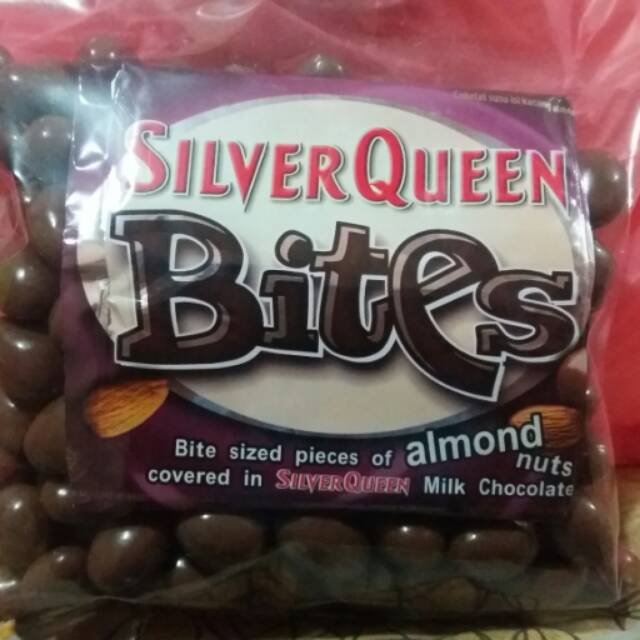 SILVERQUEEN
Bites
Bite sized pieces of almond nuts
covered in SILVERQUEEN Milk Chocolate